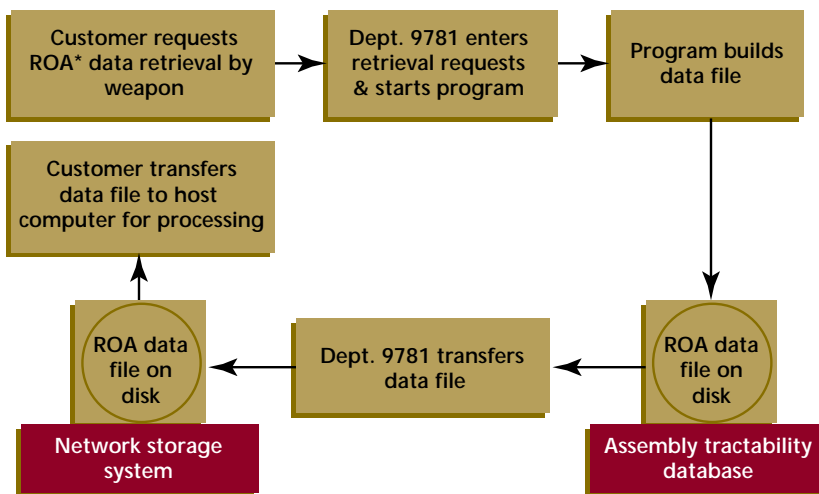 Customer requests
ROA* data retrieval by
weapon
Dept. 9781 enters
retrieval requests
& starts program
Program builds
data file
Customer transfers
data file to host
computer for processing
ROA data
file on
disk
Dept. 9781 transfers
data file
ROA data
file on
disk
Network storage
system
Assembly tractability
database